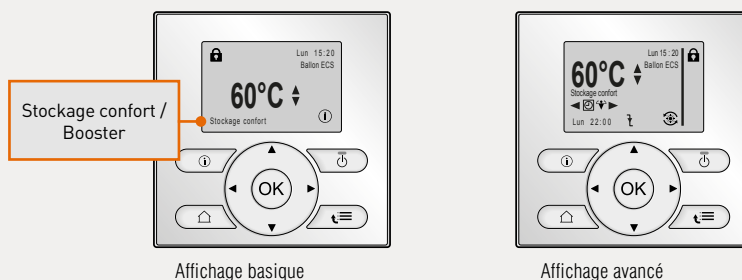 Stockage confort /
Booster
Lun 15:20
Ballon ECS
60°C
Stockage confort
i
i
OK
Affichage basique
Lun 15:20
Ballon ECS
60°C
Stockage confort
Lun 22:00
i
OK
Affichage avancé